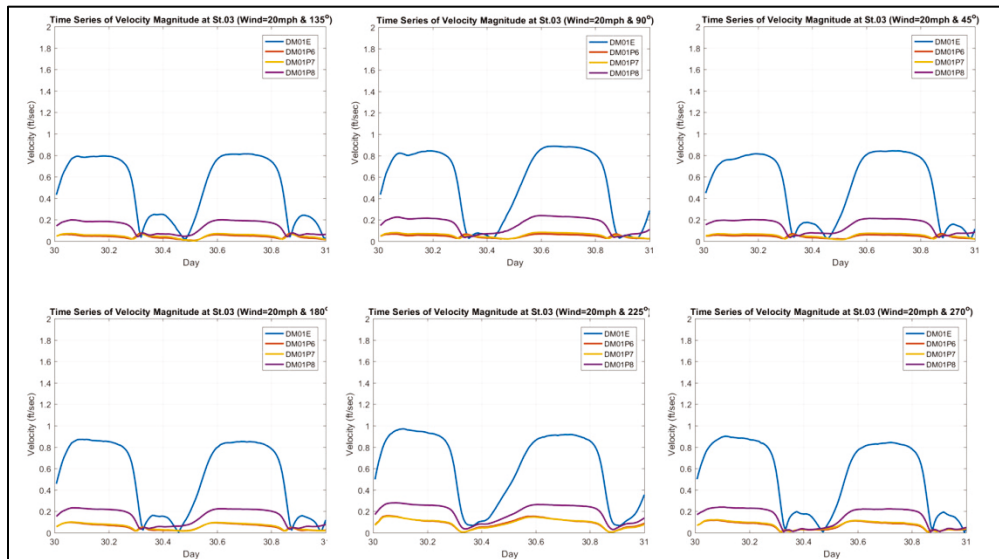 Time Series of Velocity Magnitude at St.03 (Wind=20mph & 135°)
Velocity (ft/sec)
2
1.8
1.6
1.4
1.2
1
0.8
0.6
0.4
0.2
0
DM01E
DM01P6
DM01P7
DM01P8
30 30.2 30.4 30.6 30.8 31
Day
Time Series of Velocity Magnitude at St.03 (Wind=20mph & 90°)
Velocity (ft/sec)
2
1.8
1.6
1.4
1.2
1
0.8
0.6
0.4
0.2
0
DM01E
DM01P6
DM01P7
DM01P8
30 30.2 30.4 30.6 30.8 31
Day
Time Series of Velocity Magnitude at St.03 (Wind=20mph & 45°)
Velocity (ft/sec)
2
1.8
1.6
1.4
1.2
1
0.8
0.6
0.4
0.2
0
DM01E
DM01P6
DM01P7
DM01P8
30 30.2 30.4 30.6 30.8 31
Day
Time Series of Velocity Magnitude at St.03 (Wind=20mph & 180°
Velocity (ft/sec)
2
1.8
1.6
1.4
1.2
1
0.8
0.6
0.4
0.2
0
DM01E
DM01P6
DM01P7
DM01P8
30 30.2 30.4 30.6 30.8 31
Day
Time Series of Velocity Magnitude at St.03 (Wind=20mph & 225°)
Velocity (ft/sec)
2
1.8
1.6
1.4
1.2
1
0.8
0.6
0.4
0.2
0
DM01E
DM01P6
DM01P7
DM01P8
30 30.2 30.4 30.6 30.8 31
Day
Time Series of Velocity Magnitude at St.03 (Wind=20mph & 270°)
Velocity (ft/sec)
2
1.8
1.6
1.4
1.2
1
0.8
0.6
0.4
0.2
0
DM01E
DM01P6
DM01P7
DM01P8
30 30.2 30.4 30.6 30.8 31
Day